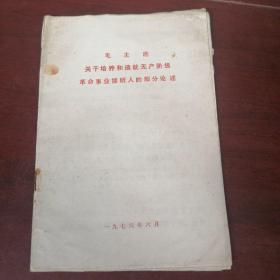 毛主席
关于培养和造就无产阶级
革命事业接班人的部分论述
一九七六年六月